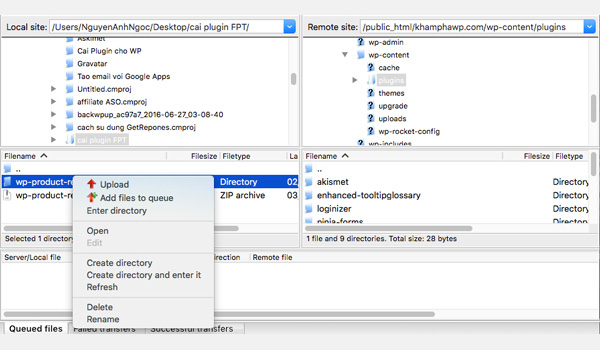 Local site: /Users/NguyenAnhNgoc/Desktop/cai plugin FPT/
Askimet
Cai Plugin cho WP
Gravatar
Tao email voi Google Apps
Untitled.cmproj
affiliate ASO.cmproj
backwpup_ac97a7_2016-06-27_03-08-40
cach su dung GetRepones.cmproj
cai plugin FPT
Filename Filesize Filetype La
..
wp-product-re Directory 02
wp-product-re ZIP archive 03
Selected 1 directory
Upload
Add files to queue
Enter directory
Open
Edit
Create directory
Create directory and enter it
Refresh
Delete
Rename
Remote site: /public_html/khamphawp.com/wp-content/plugins
wp-admin
wp-content
cache
plugins
themes
upgrade
uploads
wp-rocket-config
wp-includes
Filename Filesize Filetype
..
akismet Directory
enhanced-tooltipglossary Directory
loginizer Directory
ninja-forms Directory
1 file and 9 directories. Total size: 28 bytes
Server/Local file rection Remote file
Queued files Failed transfers Successful transfers